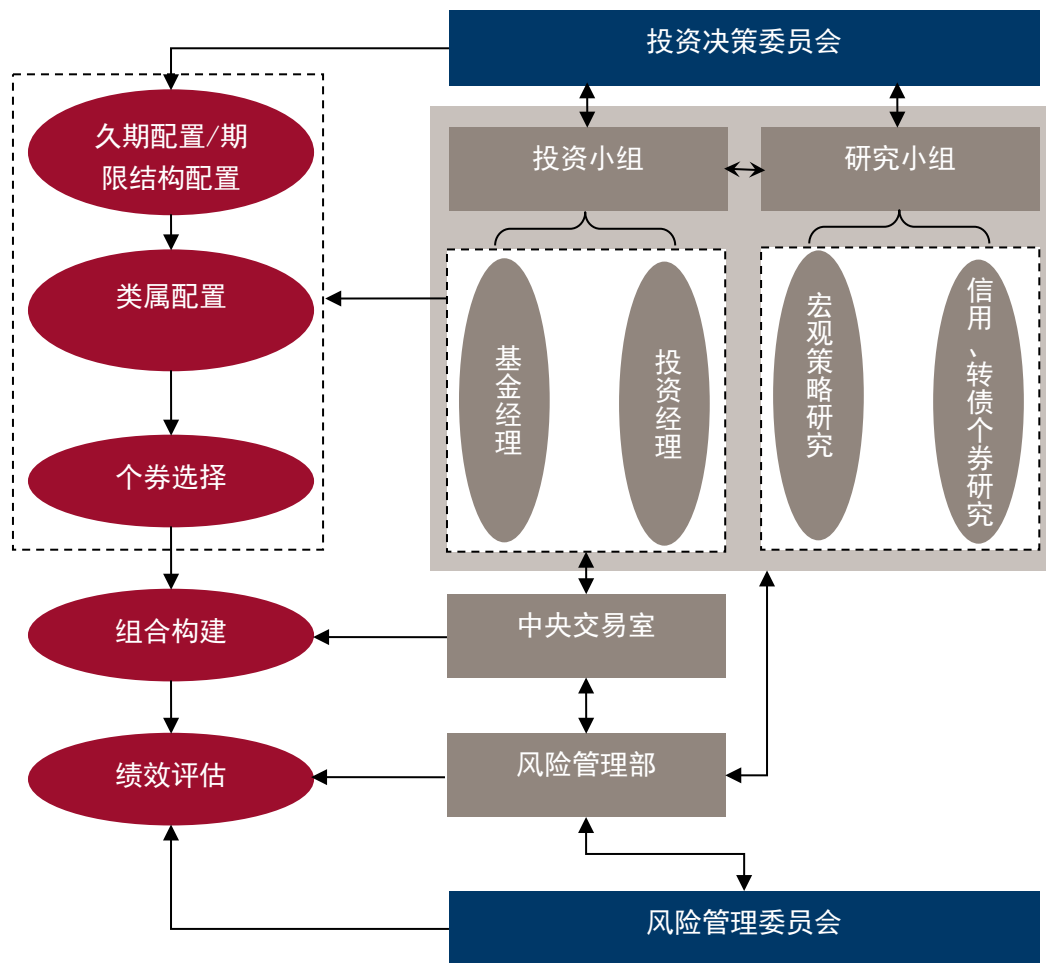 投资决策委员会
久期配置/期
限结构配置
投资小组
研究小组
类属配置
基金经理
投资经理
宏观策略研究
信用、转债个券研究
个券选择
组合构建
中央交易室
绩效评估
风险管理部
风险管理委员会